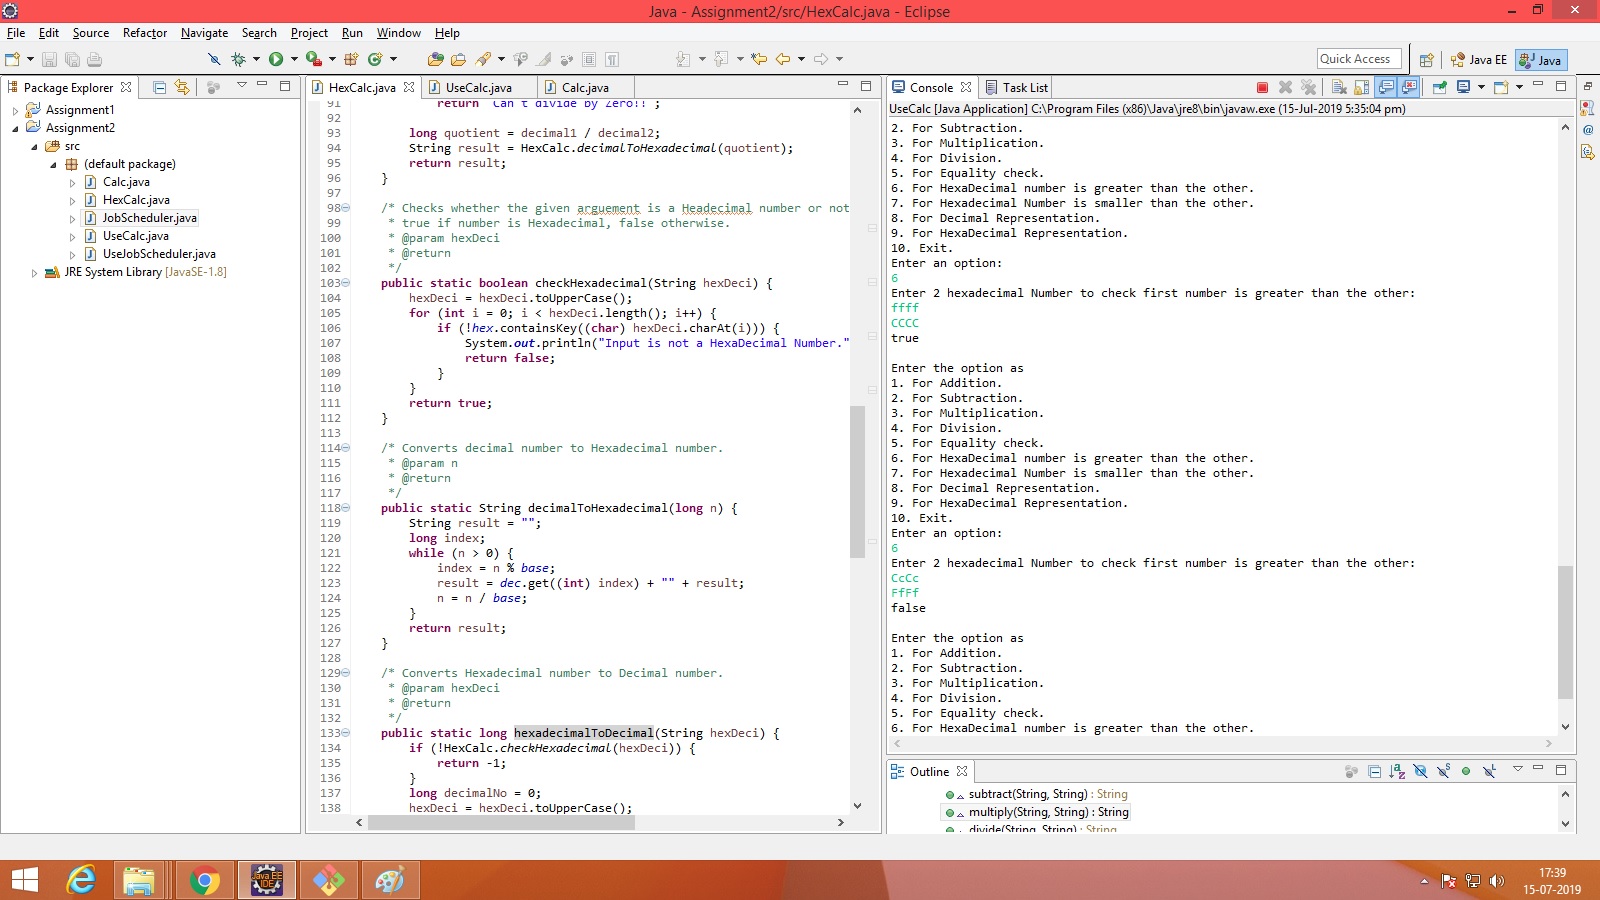 Java - Assignment2/src/HexCalc.java - Eclipse
File Edit Source Refactor Navigate Search Project Run Window Help
Quick Access
Java EE
Java
Package Explorer
Assignment1
Assignment2
src
(default package)
Calc.java
HexCalc.java
JobScheduler.java
UseCalc.java
UseJobScheduler.java
JRE System Library [JavaSE-1.8]
HexCalc.java
UseCalc.java
Calc.java
91 return "Can't divide by Zero!!";
92
93 long quotient = decimal1 / decimal2;
94 String result = HexCalc.decimalToHexadecimal(quotient);
95 return result;
96 }
97
98 /* Checks whether the given arguement is a Headecimal number or not
99 * true if number is Hexadecimal, false otherwise.
100 * @param hexDeci
101 * @return
102 */
103 public static boolean checkHexadecimal(String hexDeci) {
104 hexDeci = hexDeci.toUpperCase();
105 for (int i = 0; i < hexDeci.length(); i++) {
106 if (!hex.containsKey((char) hexDeci.charAt(i))) {
107 System.out.println("Input is not a HexaDecimal Number."
108 return false;
109 }
110 }
111 return true;
112 }
113
114 /* Converts decimal number to Hexadecimal number.
115 * @param n
116 * @return
117 */
118 public static String decimalToHexadecimal(long n) {
119 String result = "";
120 long index;
121 while (n > 0) {
122 index = n % base;
123 result = dec.get((int) index) + "" + result;
124 n = n / base;
125 }
126 return result;
127 }
128
129 /* Converts Hexadecimal number to Decimal number.
130 * @param hexDeci
131 * @return
132 */
133 public static long hexadecimalToDecimal(String hexDeci) {
134 if (!HexCalc.checkHexadecimal(hexDeci)) {
135 return -1;
136 }
137 long decimalNo = 0;
138 hexDeci = hexDeci.toUpperCase();
Console
Task List
UseCalc [Java Application] C:\Program Files (x86)\Java\jre8\bin\javaw.exe (15-Jul-2019 5:35:04 pm)
2. For Subtraction.
3. For Multiplication.
4. For Division.
5. For Equality check.
6. For HexaDecimal number is greater than the other.
7. For Hexadecimal Number is smaller than the other.
8. For Decimal Representation.
9. For HexaDecimal Representation.
10. Exit.
Enter an option:
6
Enter 2 hexadecimal Number to check first number is greater than the other:
ffff
CCCC
true
Enter the option as
1. For Addition.
2. For Subtraction.
3. For Multiplication.
4. For Division.
5. For Equality check.
6. For HexaDecimal number is greater than the other.
7. For Hexadecimal Number is smaller than the other.
8. For Decimal Representation.
9. For HexaDecimal Representation.
10. Exit.
Enter an option:
6
Enter 2 hexadecimal Number to check first number is greater than the other:
CcCc
FfFf
false
Enter the option as
1. For Addition.
2. For Subtraction.
3. For Multiplication.
4. For Division.
5. For Equality check.
6. For HexaDecimal number is greater than the other.
Outline
subtract(String, String) : String
multiply(String, String) : String
divide(String, String) : String
Java EE
IDE
17:39
15-07-2019